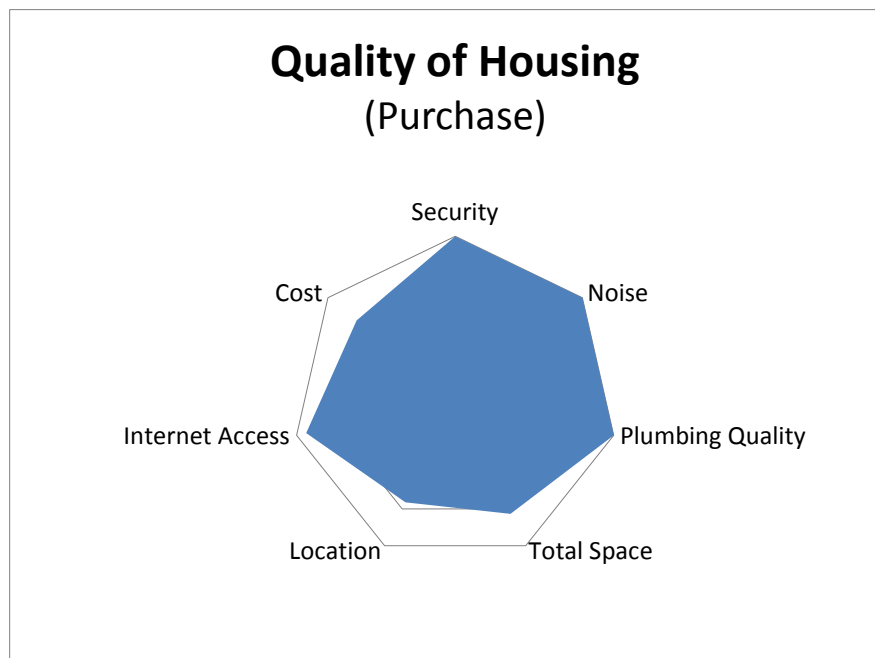 Quality of Housing
(Purchase)
Security
Cost
Noise
Internet Access
Plumbing Quality
Location
Total Space